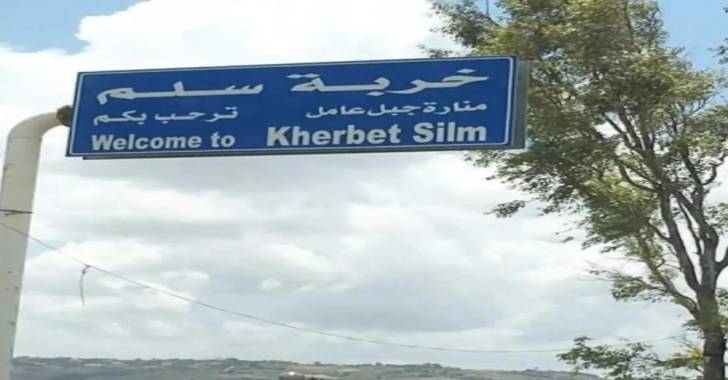 خربة سلم
منارة جبل عامل ترحب بكم
Welcome to Kherbet Silm